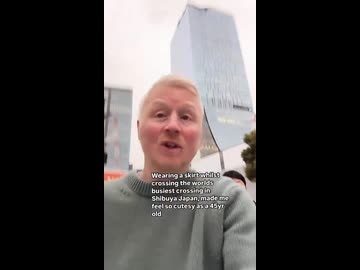 Wearing a skirt whilst
crossing the worlds
busiest crossing in
Shibuya Japan, made me
feel so cutesy as a 45yr
old